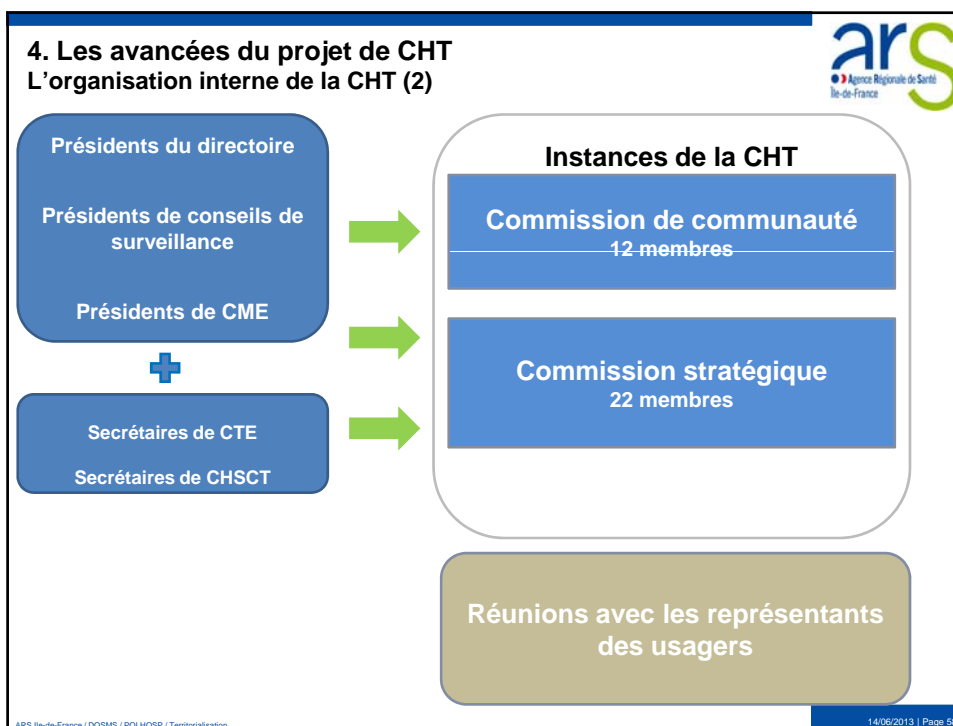 4. Les avancées du projet de CHT
L'organisation interne de la CHT (2)
ars
Agence Régionale de Santé
Île-de-France
Présidents du directoire
Présidents de conseils de
surveillance
Présidents de CME
Secrétaires de CTE
Secrétaires de CHSCT
Instances de la CHT
Commission de communauté
12 membres
Commission stratégique
22 membres
Réunions avec les représentants
des usagers
ARS Ile-de-France / DOSMS / POLHOSP / Territorialisation
14/06/2013 | Page 58